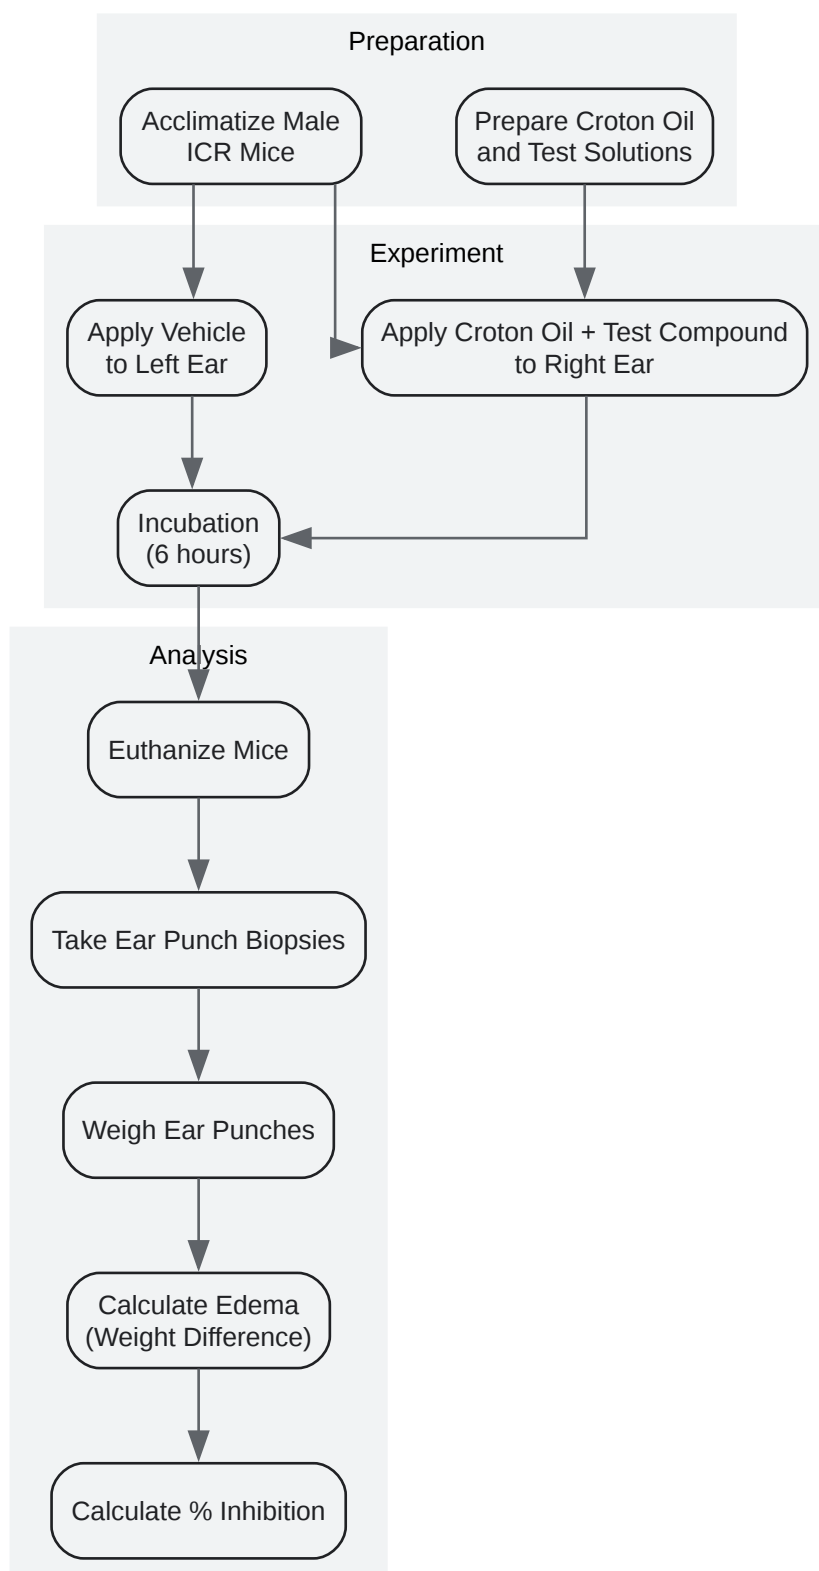 Preparation
Acclimatize Male
ICR Mice
Prepare Croton Oil
and Test Solutions
Experiment
Apply Vehicle
to Left Ear
Apply Croton Oil + Test Compound
to Right Ear
Incubation
(6 hours)
Analysis
Euthanize Mice
Take Ear Punch Biopsies
Weigh Ear Punches
Calculate Edema
(Weight Difference)
Calculate % Inhibition